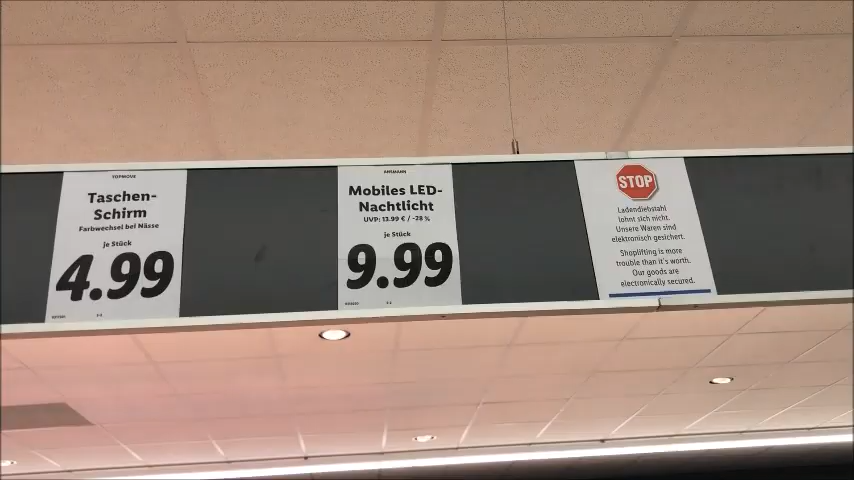 TOPMOVE
Taschen-
Schirm
Farbwechsel bei Nässe
je Stück
4.99
ANSMANN
Mobiles LED-
Nachtlicht
UVP: 13.99 € / -28 %
je Stück
9.99
STOP
Ladendiebstahl
lohnt sich nicht.
Unsere Waren sind
elektronisch gesichert.
Shoplifting is more
trouble than it's worth.
Our goods are
electronically secured.